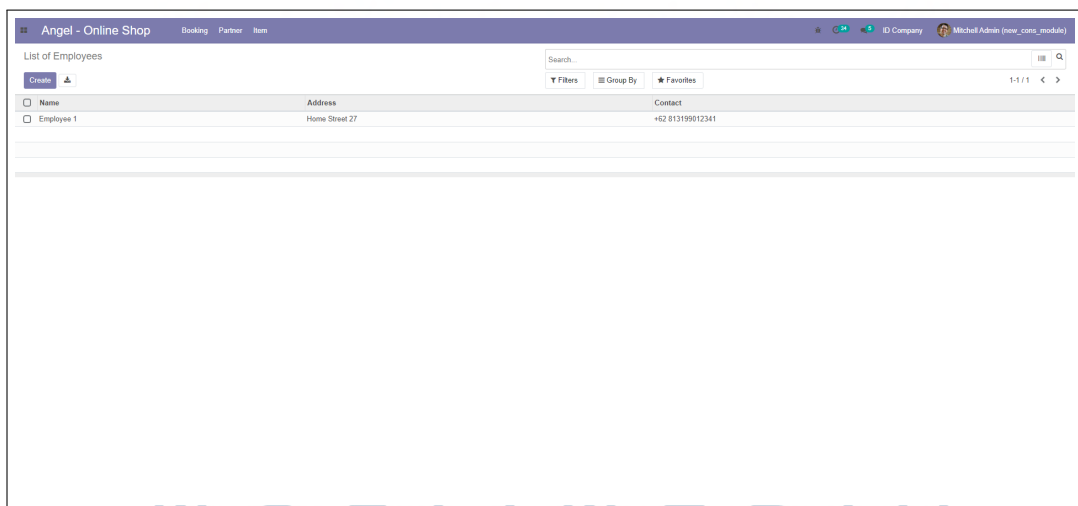 Angel - Online Shop Booking Partner Item 24 5 ID Company Mitchell Admin (new_cons_module)
List of Employees Search...
Create Filters Group By Favorites 1-1 / 1
Name Address Contact
Employee 1 Home Street 27 +62 813199012341